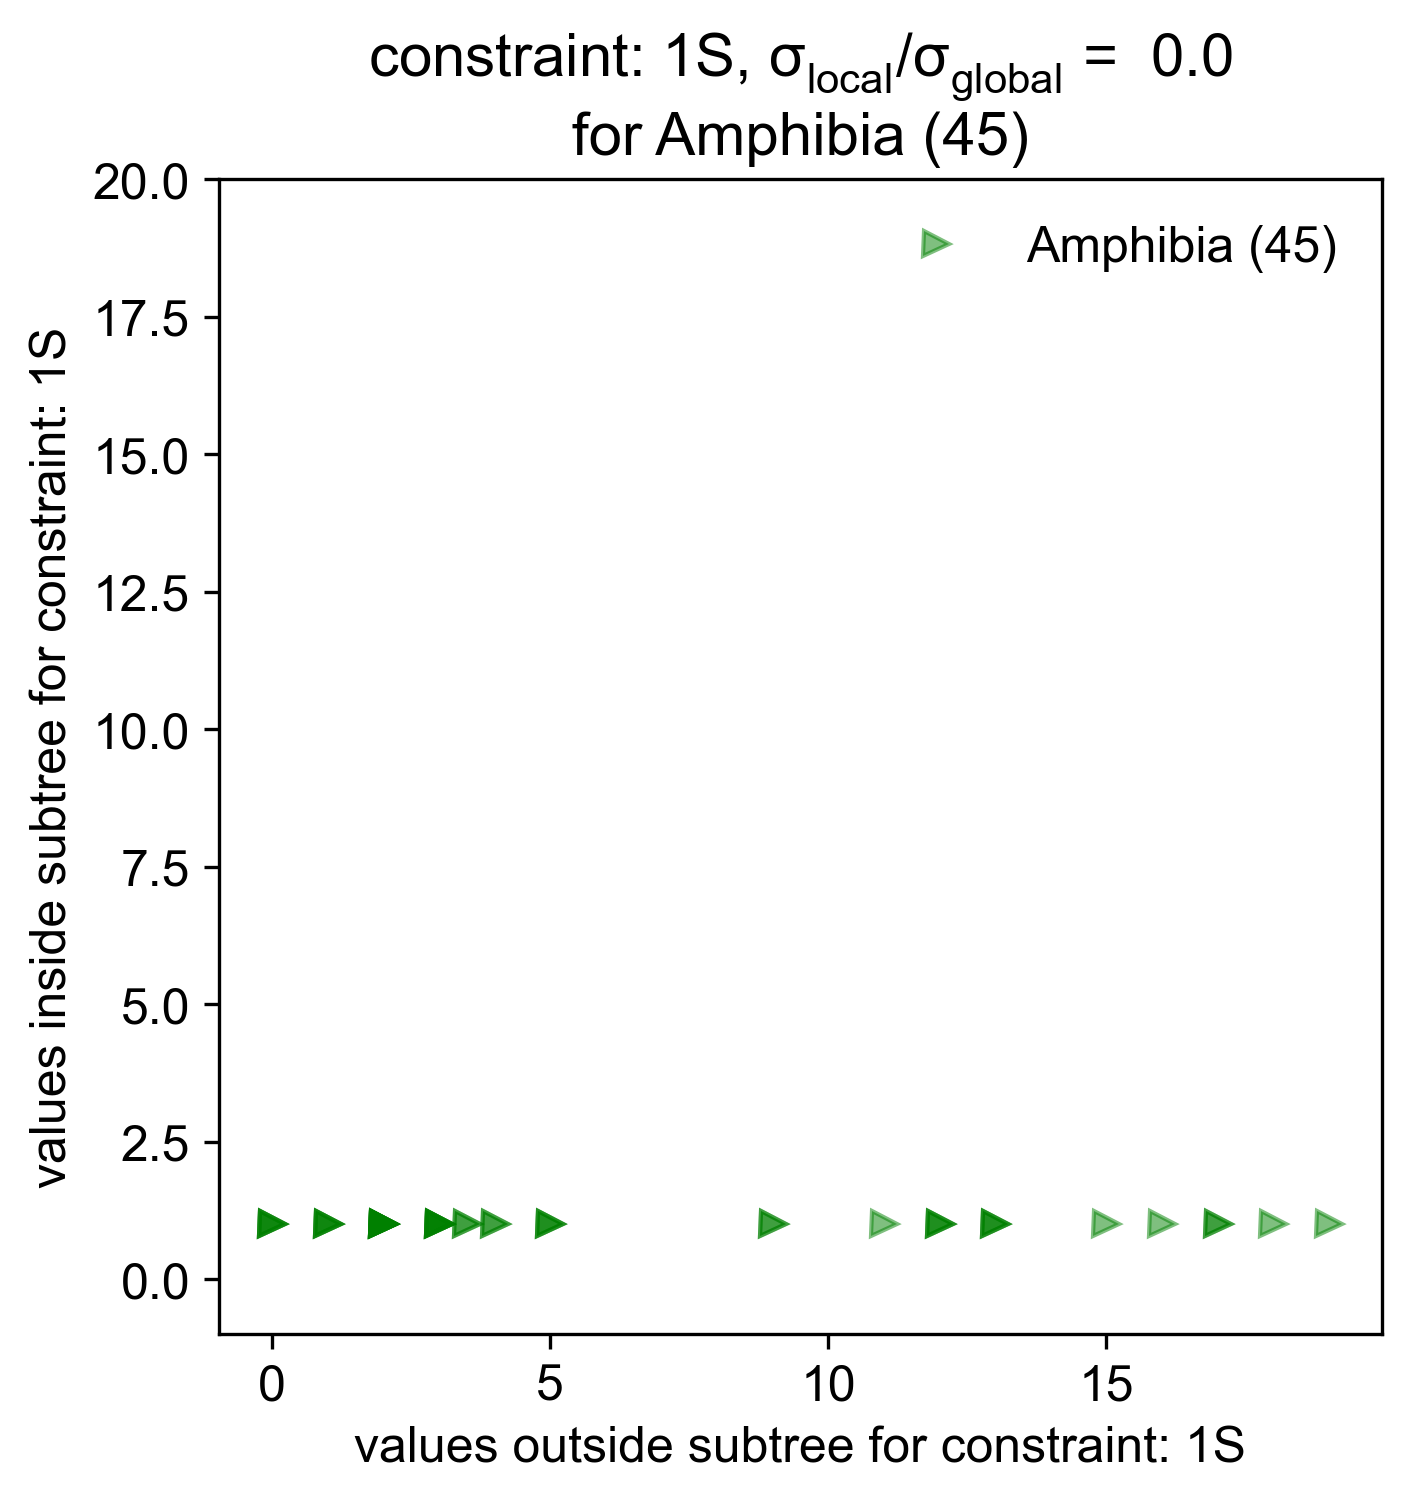 constraint: 1S, σlocal/σglobal = 0.0
for Amphibia (45)
20.0
17.5
15.0
12.5
10.0
7.5
5.0
2.5
0.0
values inside subtree for constraint: 1S
Amphibia (45)
0 5 10 15
values outside subtree for constraint: 1S